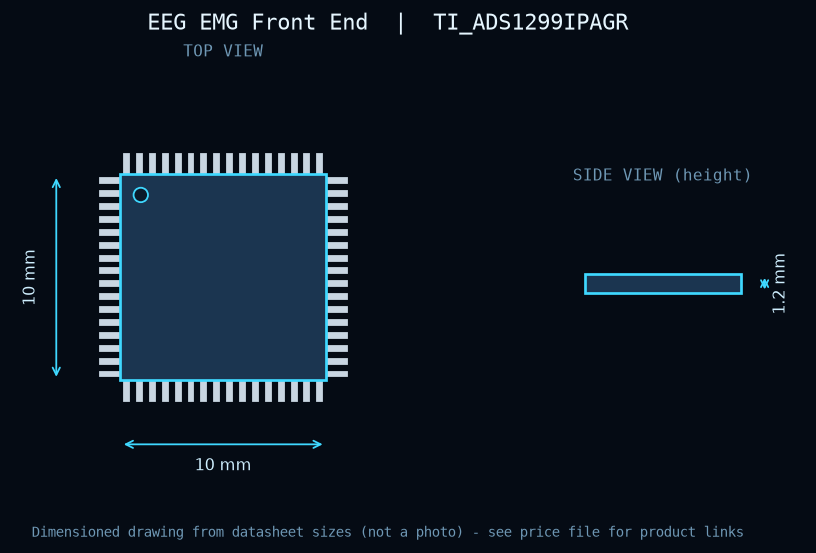 EEG EMG Front End | TI_ADS1299IPAGR
TOP VIEW
SIDE VIEW (height)
10 mm
1.2 mm
10 mm
Dimensioned drawing from datasheet sizes (not a photo) - see price file for product links